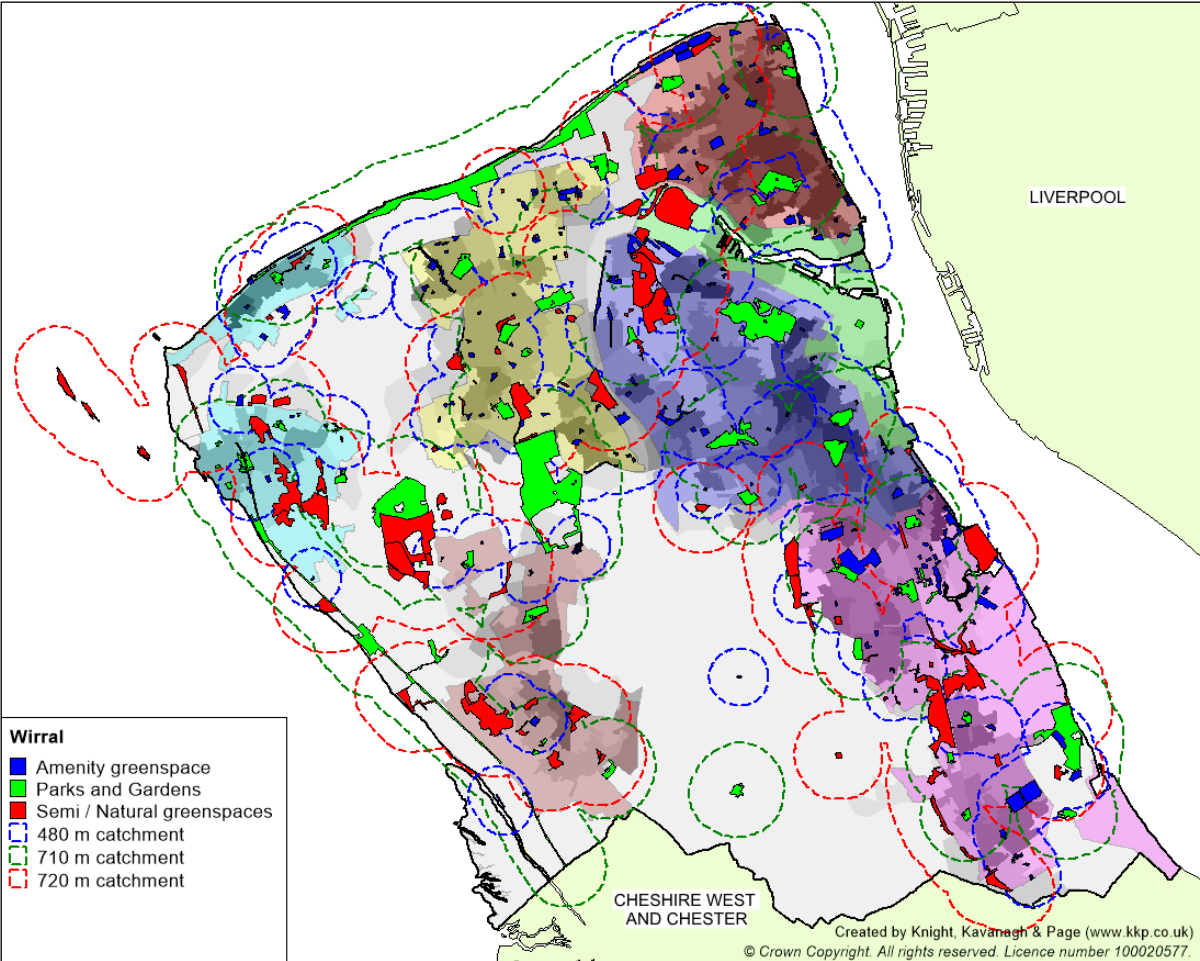 LIVERPOOL
Wirral
Amenity greenspace
Parks and Gardens
Semi / Natural greenspaces
480 m catchment
710 m catchment
720 m catchment
CHESHIRE WEST
AND CHESTER
Created by Knight, Kavanagh & Page (www.kkp.co.uk)
© Crown Copyright. All rights reserved. Licence number 100020577.